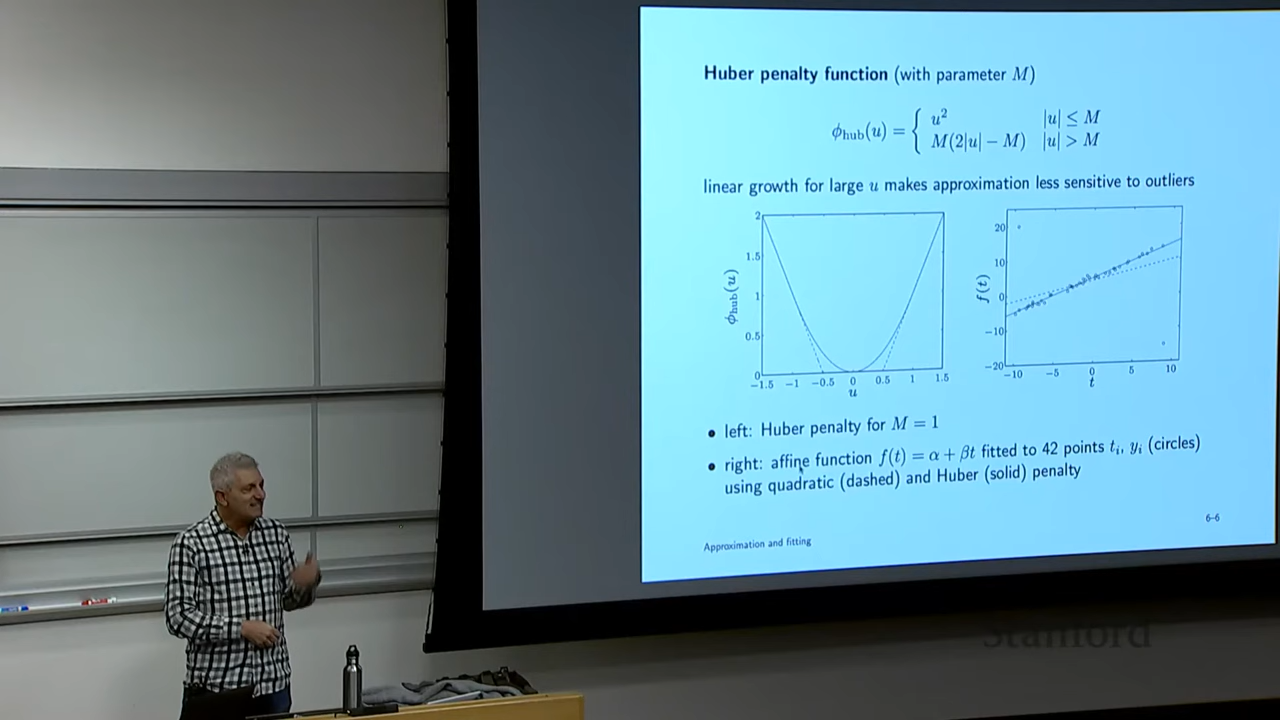 Huber penalty function (with parameter M)
ϕhub(u) = { u² |u| ≤ M
M(2|u| − M) |u| > M
linear growth for large u makes approximation less sensitive to outliers
2
1.5
1
0.5
0
ϕhub(u)
−1.5 −1 −0.5 0 0.5 1 1.5
u
20
10
0
−10
−20
f(t)
−10 −5 0 5 10
t
• left: Huber penalty for M = 1
• right: affine function f(t) = α + βt fitted to 42 points tᵢ, yᵢ (circles)
using quadratic (dashed) and Huber (solid) penalty
6–6
Approximation and fitting
Stanford